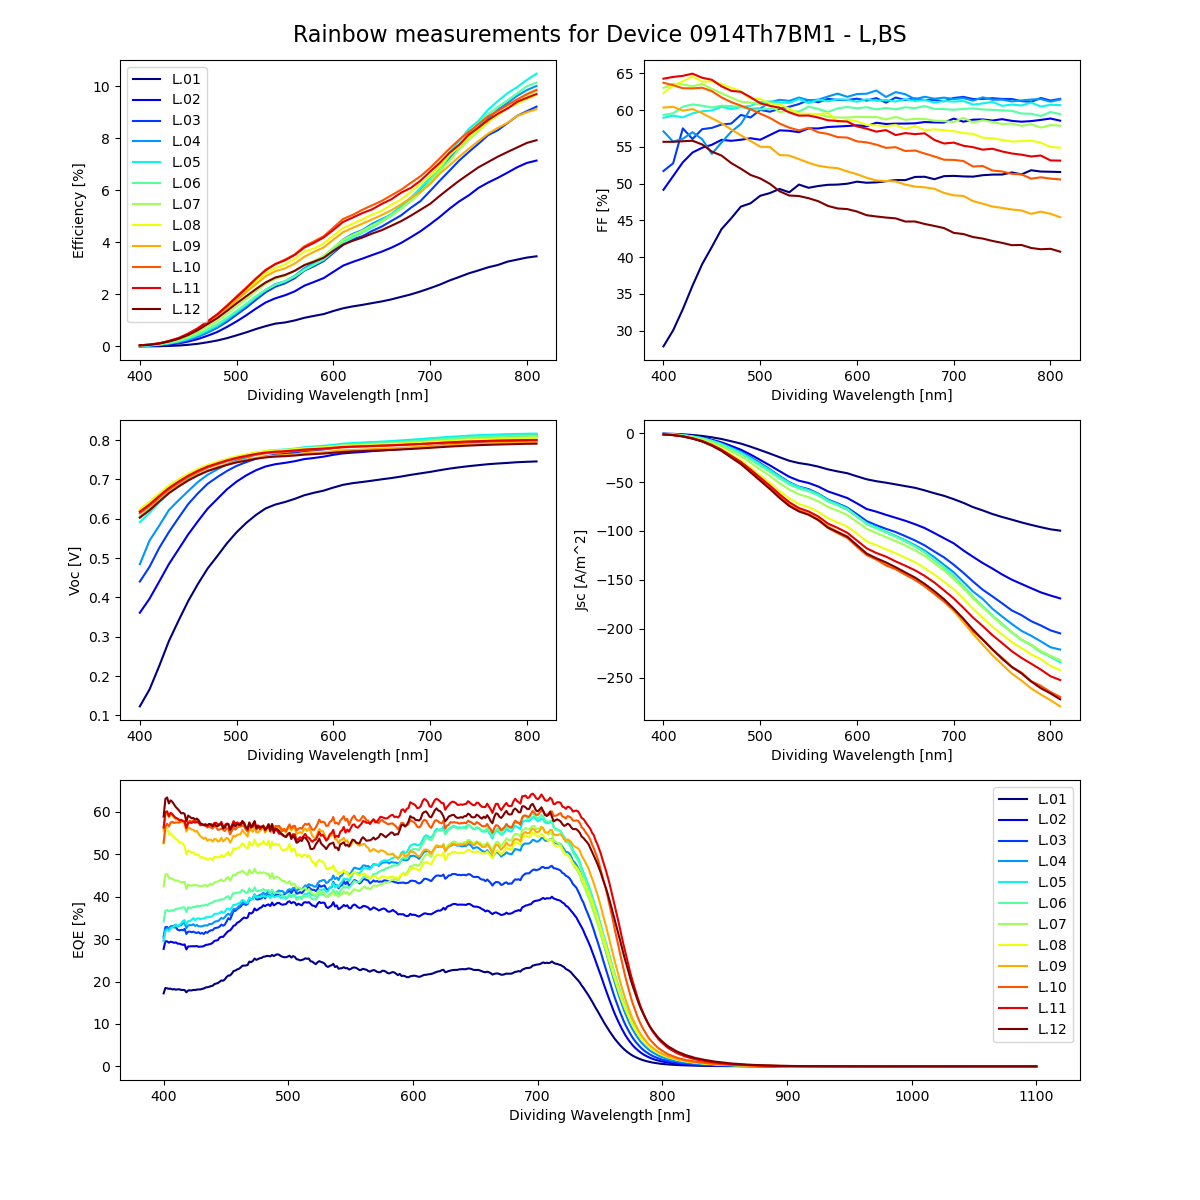 Rainbow measurements for Device 0914Th7BM1 - L,BS
Efficiency [%]
10
8
6
4
2
0
L.01
L.02
L.03
L.04
L.05
L.06
L.07
L.08
L.09
L.10
L.11
L.12
400 500 600 700 800
Dividing Wavelength [nm]
FF [%]
65
60
55
50
45
40
35
30
400 500 600 700 800
Dividing Wavelength [nm]
Voc [V]
0.8
0.7
0.6
0.5
0.4
0.3
0.2
0.1
400 500 600 700 800
Dividing Wavelength [nm]
Jsc [A/m^2]
0
−50
−100
−150
−200
−250
400 500 600 700 800
Dividing Wavelength [nm]
EQE [%]
60
50
40
30
20
10
0
L.01
L.02
L.03
L.04
L.05
L.06
L.07
L.08
L.09
L.10
L.11
L.12
400 500 600 700 800 900 1000 1100
Dividing Wavelength [nm]